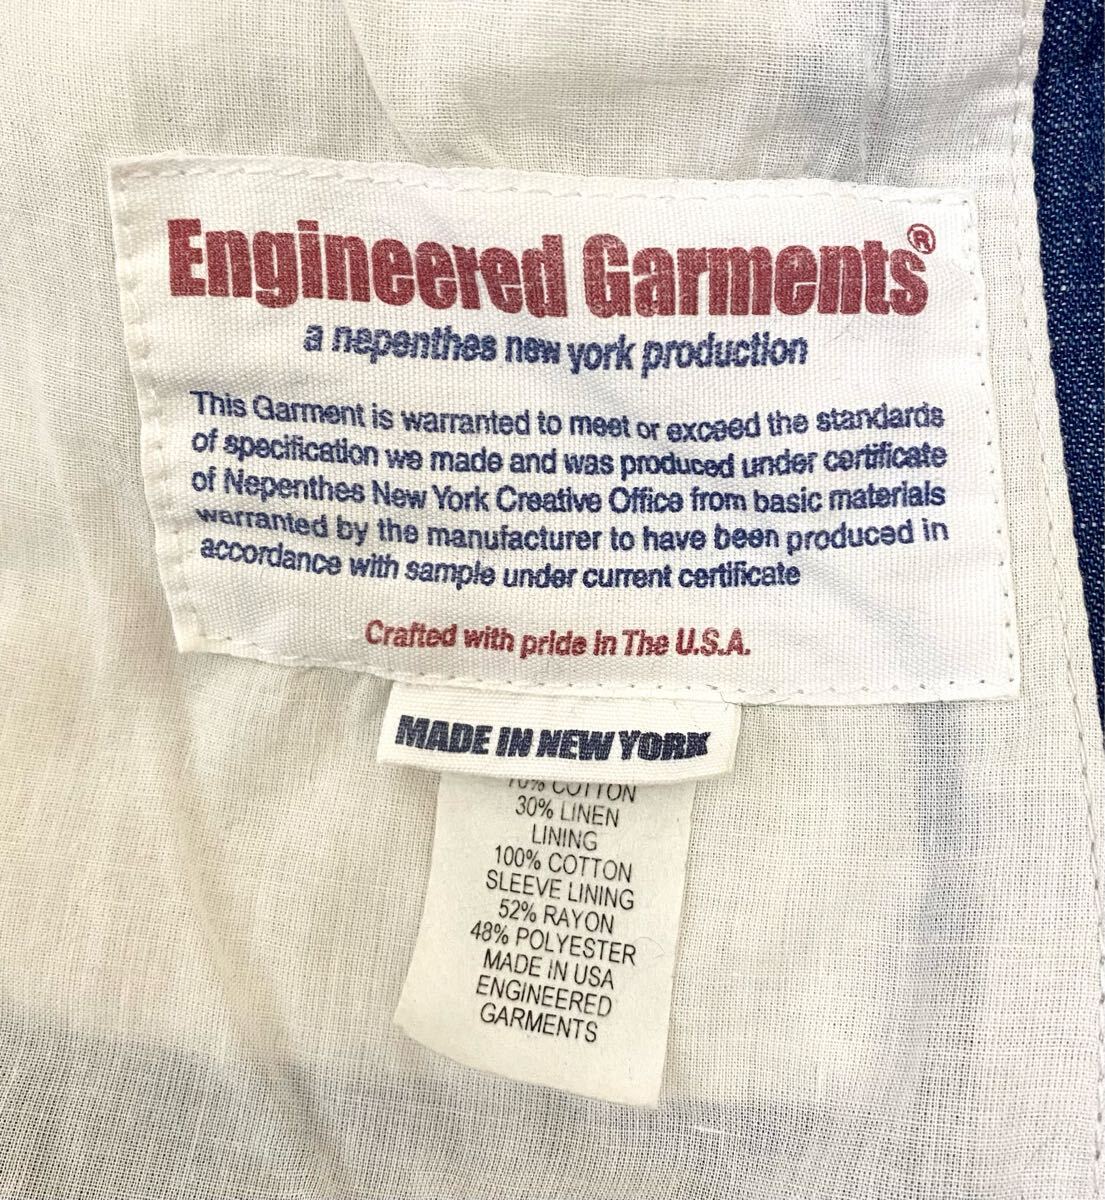 Engineered Garments®
a nepenthes new york production
This Garment is warranted to meet or exceed the standards
of specification we made and was produced under certificate
of Nepenthes New York Creative Office from basic materials
warranted by the manufacturer to have been produced in
accordance with sample under current certificate
Crafted with pride in The U.S.A.
MADE IN NEW YORK
70% COTTON
30% LINEN
LINING
100% COTTON
SLEEVE LINING
52% RAYON
48% POLYESTER
MADE IN USA
ENGINEERED
GARMENTS